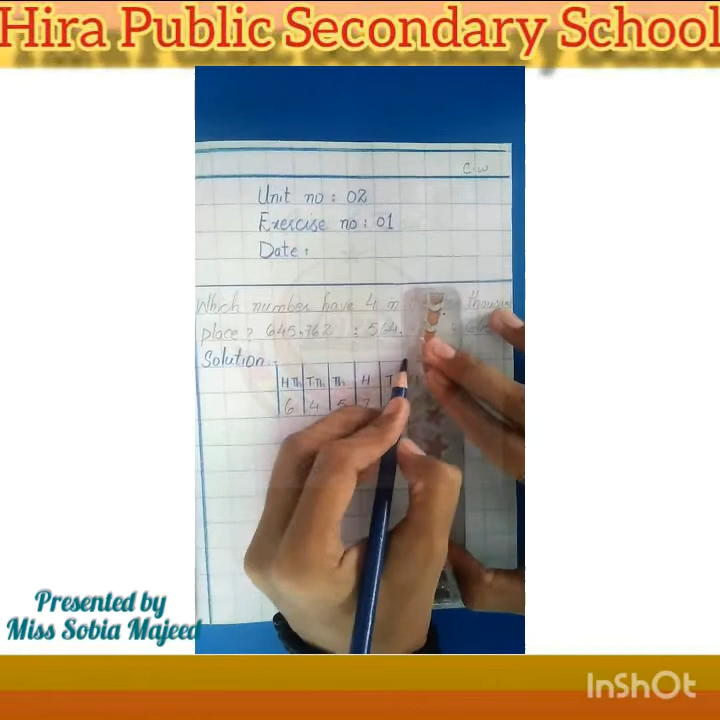 Hira Public Secondary School
C-W
Unit no : 02
Exercise no : 01
Date :
Which number have 4
place ? 645,762 : 564,
Solution :
H.Th T.Th Th H T
6 4 5 7
Presented by
Miss Sobia Majeed
InShOt